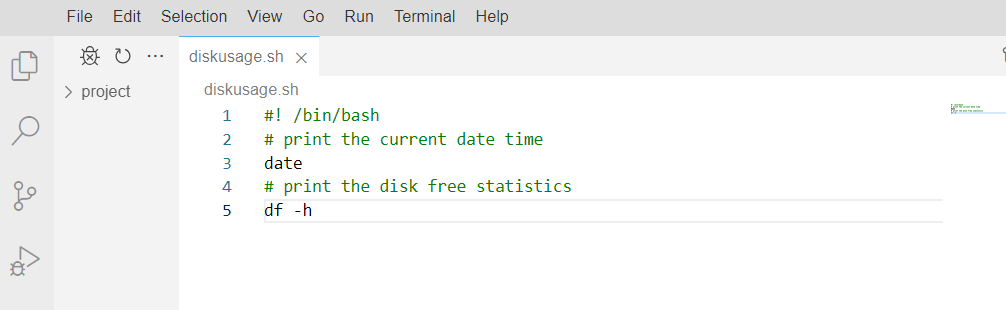 File Edit Selection View Go Run Terminal Help
diskusage.sh
project
diskusage.sh
1 #! /bin/bash
2 # print the current date time
3 date
4 # print the disk free statistics
5 df -h